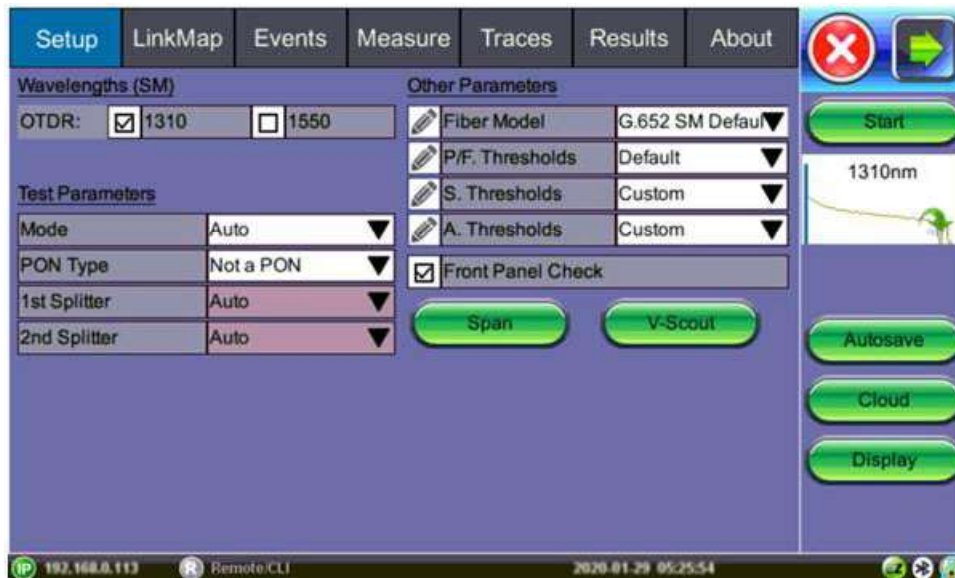 Setup LinkMap Events Measure Traces Results About
Wavelengths (SM)
OTDR: 1310 1550
Test Parameters
Mode Auto
PON Type Not a PON
1st Splitter Auto
2nd Splitter Auto
Other Parameters
Fiber Model G.652 SM Defaul
P/F. Thresholds Default
S. Thresholds Custom
A. Thresholds Custom
Front Panel Check
Span V-Scout
Start
1310nm
Autosave
Cloud
Display
IP 192.168.0.113 R Remote/CLI 2020-01-29 05:25:54